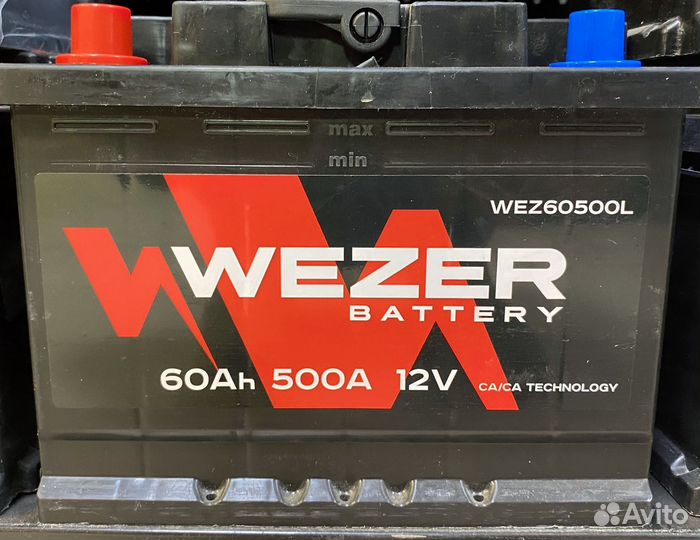 max
min
WEZ60500L
WEZER
BATTERY
60Ah 500A 12V
CA/CA TECHNOLOGY
Avito